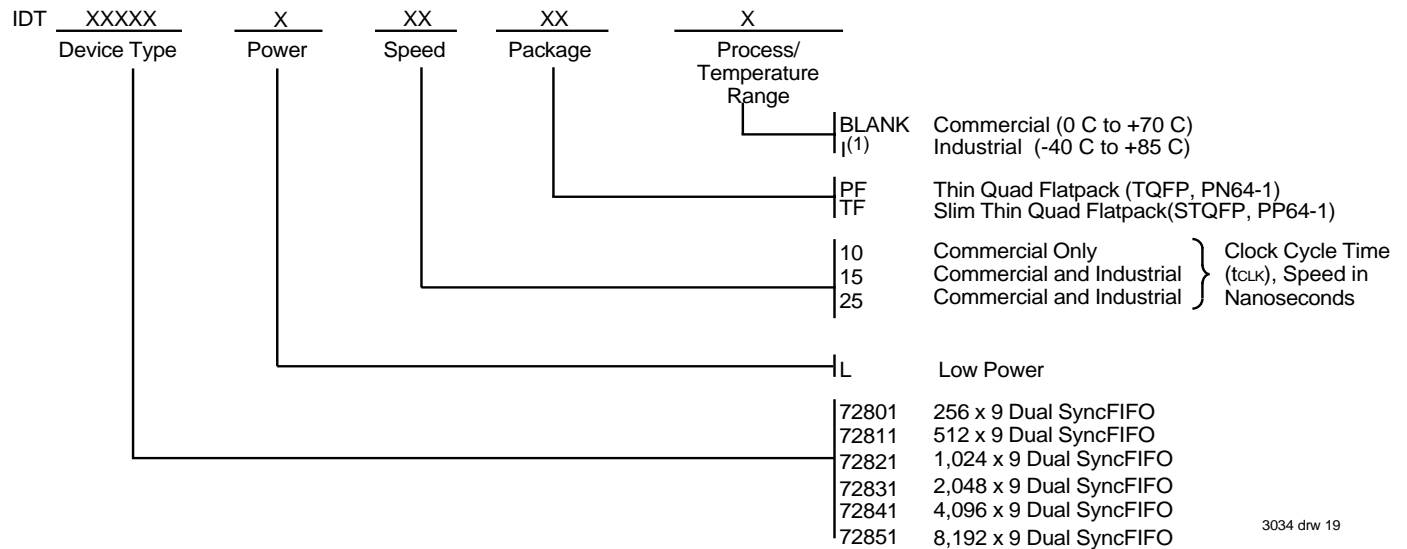 IDT XXXXX X XX XX X
Device Type Power Speed Package Process/
Temperature
Range
BLANK Commercial (0 C to +70 C)
I(1) Industrial (-40 C to +85 C)
PF Thin Quad Flatpack (TQFP, PN64-1)
TF Slim Thin Quad Flatpack(STQFP, PP64-1)
10 Commercial Only Clock Cycle Time
15 Commercial and Industrial (tCLK), Speed in
25 Commercial and Industrial Nanoseconds
L Low Power
72801 256 x 9 Dual SyncFIFO
72811 512 x 9 Dual SyncFIFO
72821 1,024 x 9 Dual SyncFIFO
72831 2,048 x 9 Dual SyncFIFO
72841 4,096 x 9 Dual SyncFIFO
72851 8,192 x 9 Dual SyncFIFO
3034 drw 19